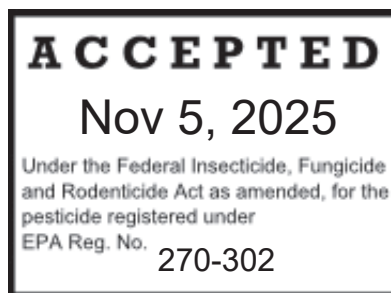 ACCEPTED
Nov 5, 2025
Under the Federal Insecticide, Fungicide
and Rodenticide Act as amended, for the
pesticide registered under
EPA Reg. No. 270-302